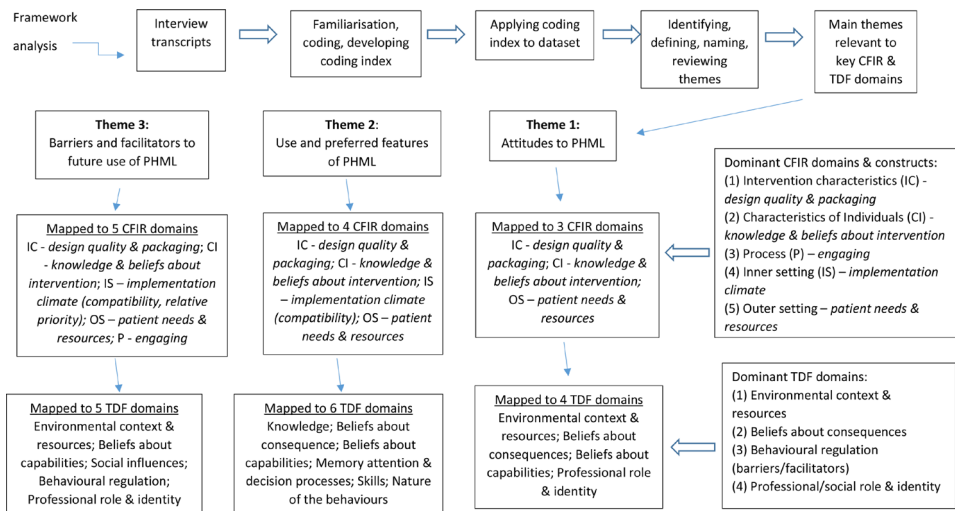 Framework
analysis
Interview
transcripts
Familiarisation,
coding, developing
coding index
Applying coding
index to dataset
Identifying,
defining, naming,
reviewing
themes
Main themes
relevant to
key CFIR &
TDF domains
Theme 3:
Barriers and facilitators to
future use of PHML
Theme 2:
Use and preferred features
of PHML
Theme 1:
Attitudes to PHML
Dominant CFIR domains & constructs:
(1) Intervention characteristics (IC) -
design quality & packaging
(2) Characteristics of Individuals (CI) -
knowledge & beliefs about intervention
(3) Process (P) – engaging
(4) Inner setting (IS) – implementation
climate
(5) Outer setting – patient needs &
resources
Mapped to 5 CFIR domains
IC - design quality & packaging; CI
- knowledge & beliefs about
intervention; IS – implementation
climate (compatibility, relative
priority); OS – patient needs &
resources; P - engaging
Mapped to 4 CFIR domains
IC - design quality &
packaging; CI - knowledge &
beliefs about intervention; IS
– implementation climate
(compatibility); OS – patient
needs & resources
Mapped to 3 CFIR domains
IC - design quality &
packaging; CI - knowledge &
beliefs about intervention;
OS – patient needs &
resources
Mapped to 5 TDF domains
Environmental context &
resources; Beliefs about
capabilities; Social influences;
Behavioural regulation;
Professional role & identity
Mapped to 6 TDF domains
Knowledge; Beliefs about
consequence; Beliefs about
capabilities; Memory attention &
decision processes; Skills; Nature
of the behaviours
Mapped to 4 TDF domains
Environmental context &
resources; Beliefs about
consequences; Beliefs about
capabilities; Professional role
& identity
Dominant TDF domains:
(1) Environmental context &
resources
(2) Beliefs about consequences
(3) Behavioural regulation
(barriers/facilitators)
(4) Professional/social role & identity